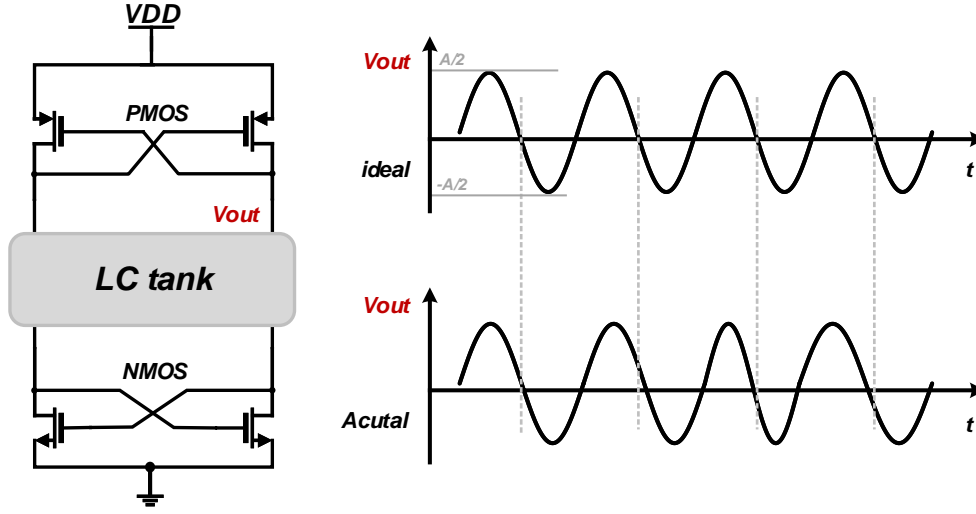 VDD
PMOS
Vout
LC tank
NMOS
Vout
A/2
ideal
-A/2
t
Vout
Acutal
t